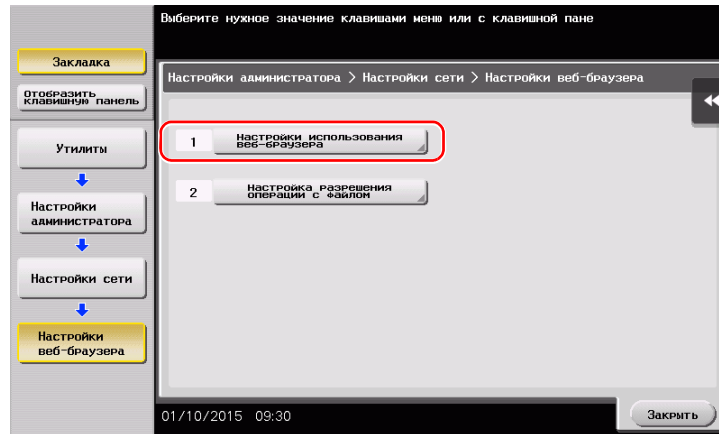 Выберите нужное значение клавишами меню или с клавишной пане
Закладка
Отобразить
клавишную панель
Утилиты
Настройки
администратора
Настройки сети
Настройки
веб-браузера
Настройки администратора > Настройки сети > Настройки веб-браузера
1 Настройки использования
веб-браузера
2 Настройка разрешения
операции с файлом
01/10/2015 09:30
Закрыть